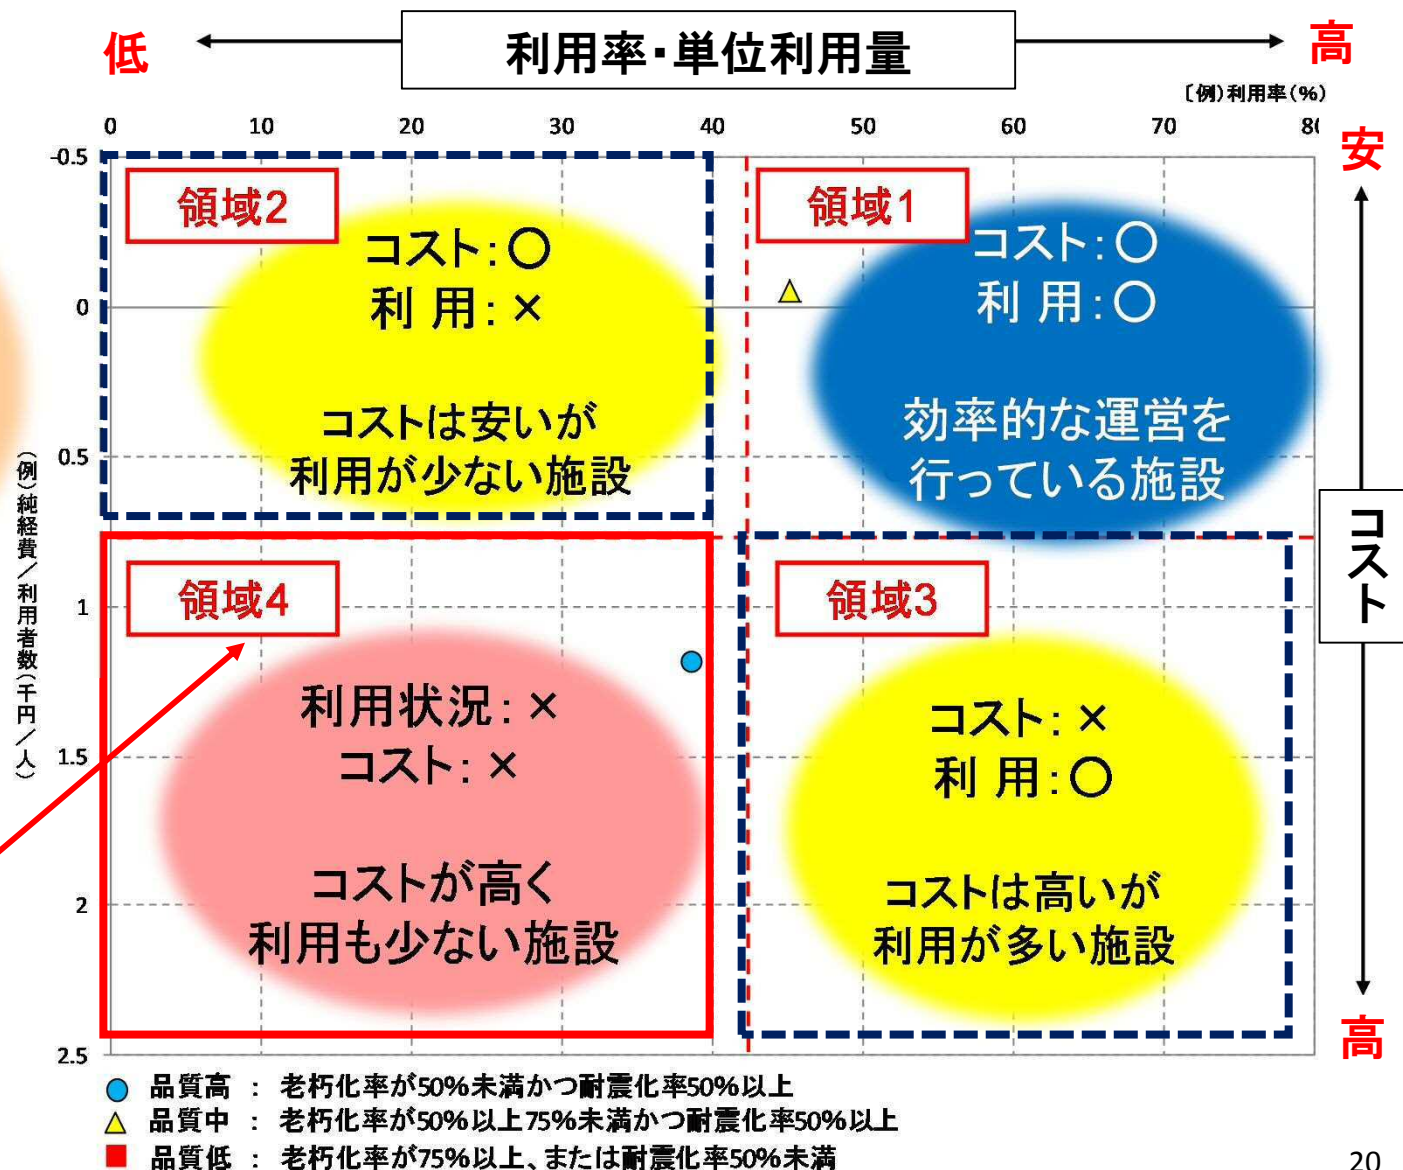 低
利用率・単位利用量
高
〔例〕利用率(%)
0 10 20 30 40 50 60 70 80
安
-0.5
0
0.5
1
1.5
2
2.5
(例)純経費／利用者数(千円／人)
コスト
高
領域2
コスト：〇
利 用：×
コストは安いが
利用が少ない施設
領域1
コスト：〇
利 用：〇
効率的な運営を
行っている施設
領域4
利用状況：×
コスト：×
コストが高く
利用も少ない施設
領域3
コスト：×
利 用：〇
コストは高いが
利用が多い施設
品質高 ： 老朽化率が50%未満かつ耐震化率50%以上
品質中 ： 老朽化率が50%以上75%未満かつ耐震化率50%以上
品質低 ： 老朽化率が75%以上、または耐震化率50%未満
20